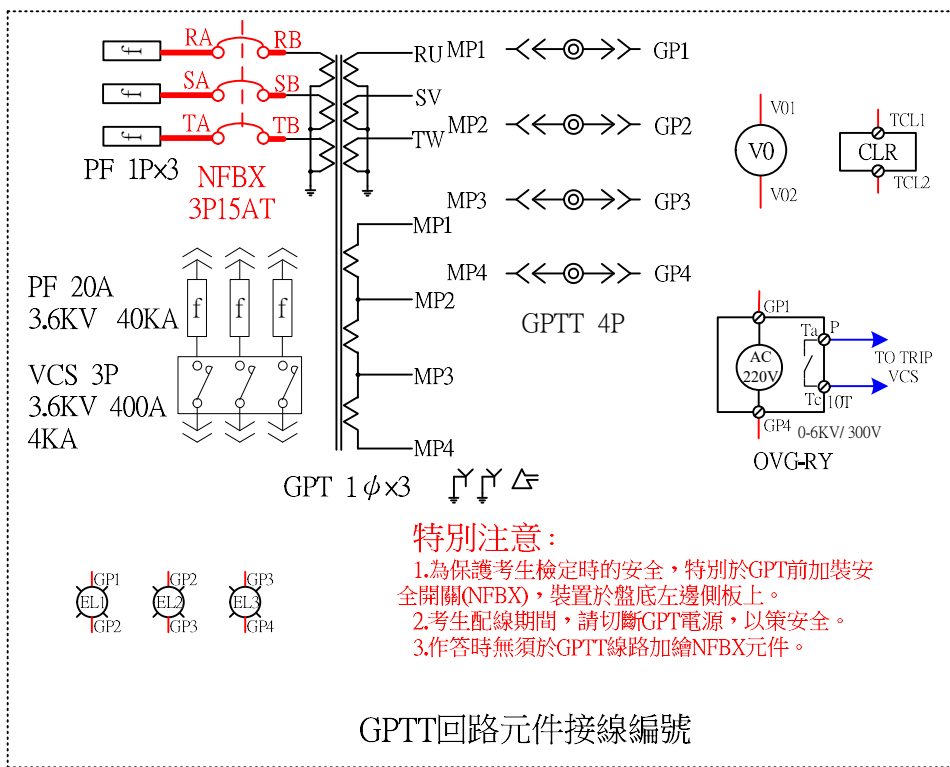 f RA RB RU MP1 GP1
f SA SB SV
f TA TB TW MP2 GP2
PF 1P×3
NFBX
3P15AT
V01
V0
V02
TCL1
CLR
TCL2
MP3 GP3
MP1
MP4 GP4
GPTT 4P
PF 20A
3.6KV 40KA
f f f
MP2
VCS 3P
3.6KV 400A
4KA
MP3
MP4
GPT 1φ×3
GP1
Ta P
AC
220V
TO TRIP
VCS
Tc 10T
GP4 0-6KV/ 300V
OVG-RY
特別注意:
1.為保護考生檢定時的安全,特別於GPT前加裝安
全開關(NFBX),裝置於盤底左邊側板上。
2.考生配線期間,請切斷GPT電源,以策安全。
3.作答時無須於GPTT線路加繪NFBX元件。
GP1 GP2 GP3
EL1 EL2 EL3
GP2 GP3 GP4
GPTT回路元件接線編號